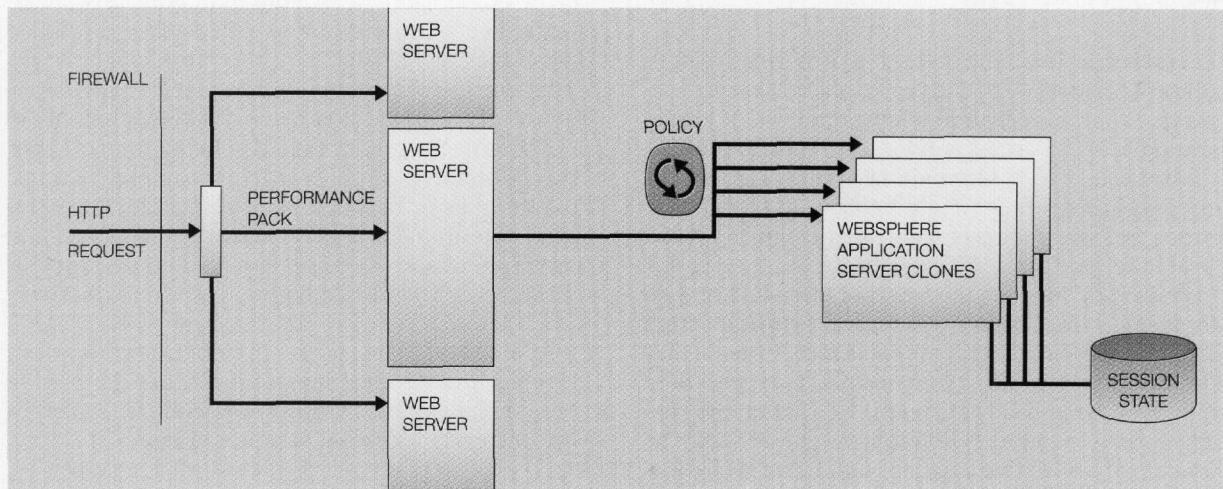 WEB
SERVER
FIREWALL
POLICY
WEB
SERVER
PERFORMANCE
PACK
HTTP
REQUEST
WEBSPHERE
APPLICATION
SERVER CLONES
SESSION
STATE
WEB
SERVER